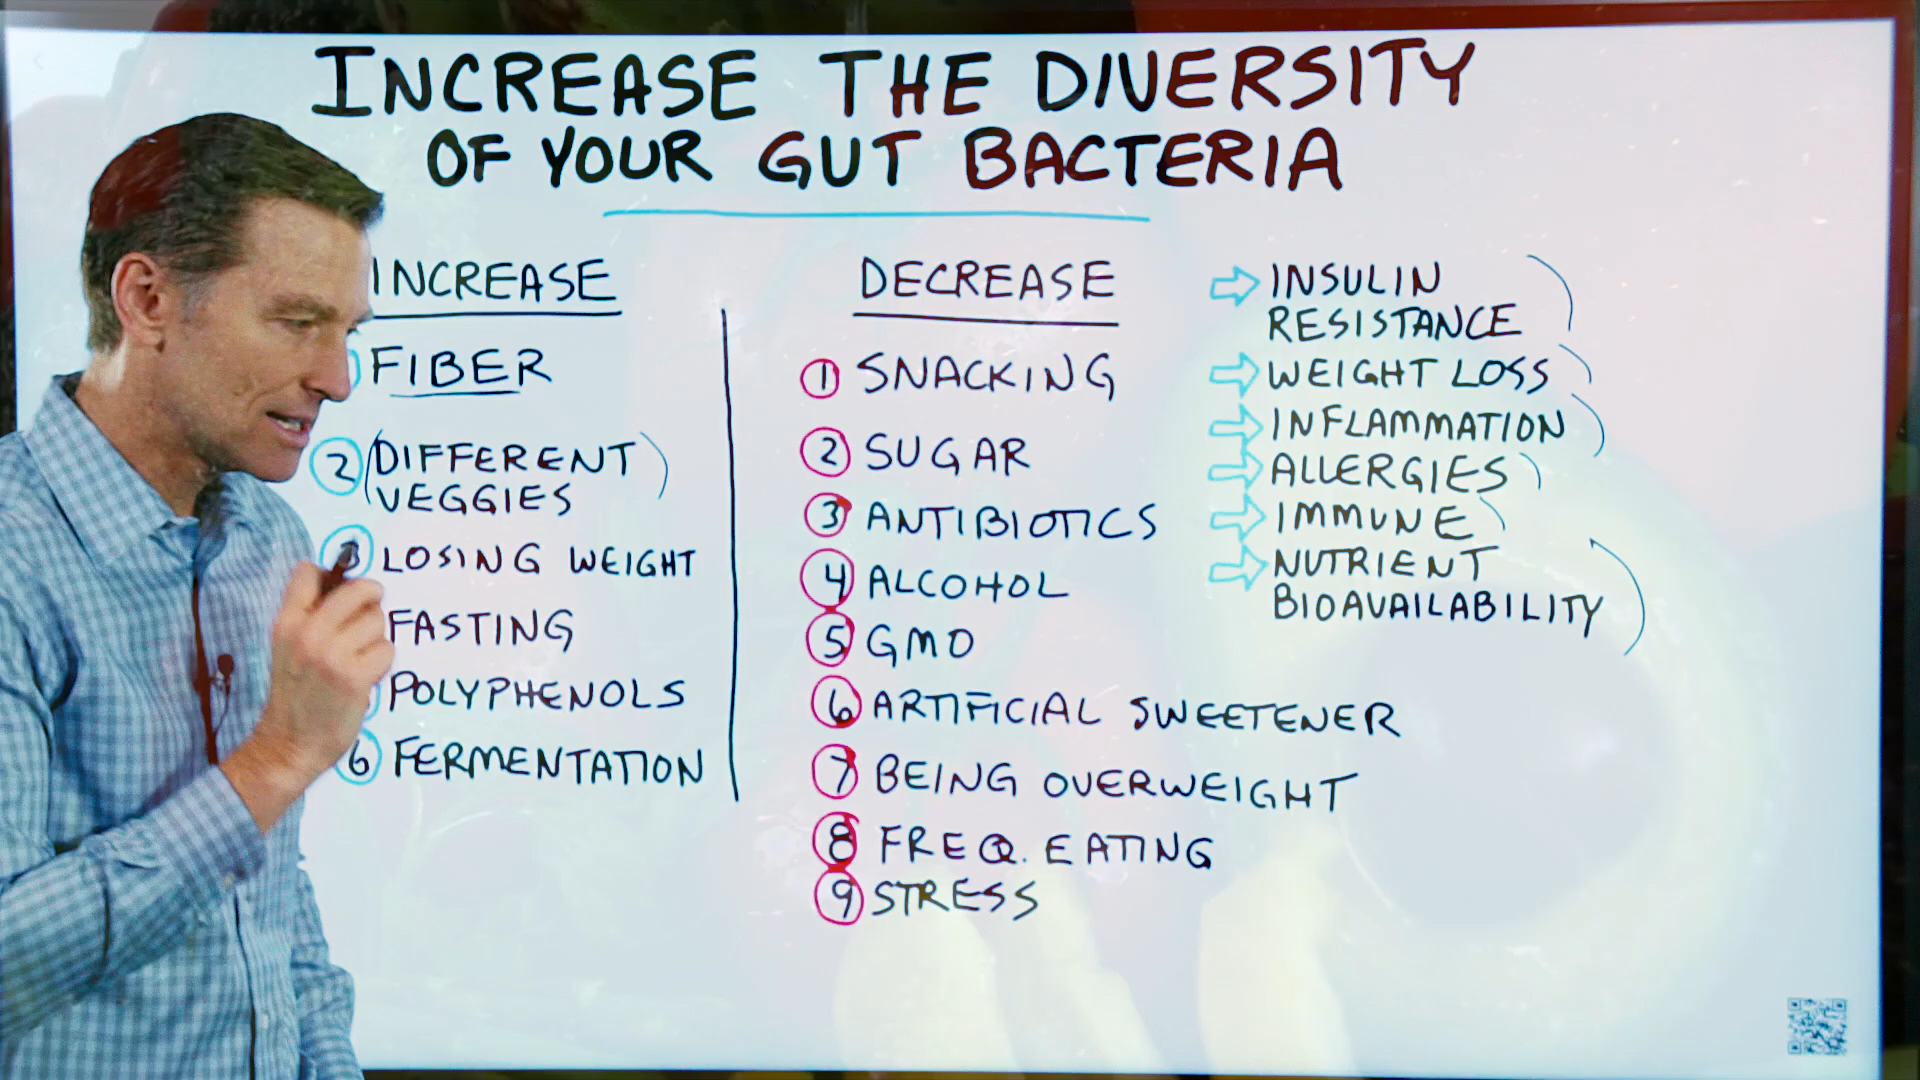 INCREASE THE DIVERSITY
OF YOUR GUT BACTERIA
INCREASE
FIBER
2 DIFFERENT
VEGGIES
3 LOSING WEIGHT
FASTING
POLYPHENOLS
6 FERMENTATION
DECREASE
1 SNACKING
2 SUGAR
3 ANTIBIOTICS
4 ALCOHOL
5 GMO
6 ARTIFICIAL SWEETENER
7 BEING OVERWEIGHT
8 FREQ. EATING
9 STRESS
INSULIN
RESISTANCE
WEIGHT LOSS
INFLAMMATION
ALLERGIES
IMMUNE
NUTRIENT
BIOAVAILABILITY